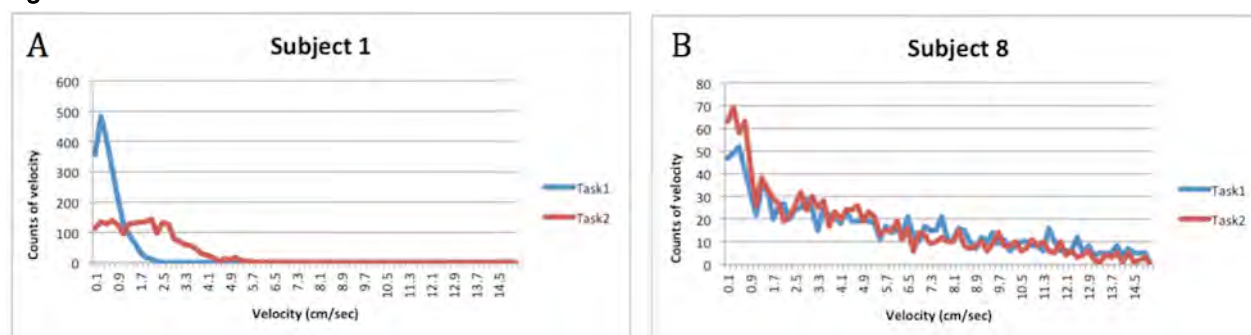 A
Subject 1
600
500
400
300
200
100
0
Counts of velocity
0.1 0.9 1.7 2.5 3.3 4.1 4.9 5.7 6.5 7.3 8.1 8.9 9.7 10.5 11.3 12.1 12.9 13.7 14.5
Velocity (cm/sec)
Task1
Task2
B
Subject 8
80
70
60
50
40
30
20
10
0
Counts of velocity
0.1 0.9 1.7 2.5 3.3 4.1 4.9 5.7 6.5 7.3 8.1 8.9 9.7 10.5 11.3 12.1 12.9 13.7 14.5
Velocity (cm/sec)
Task1
Task2